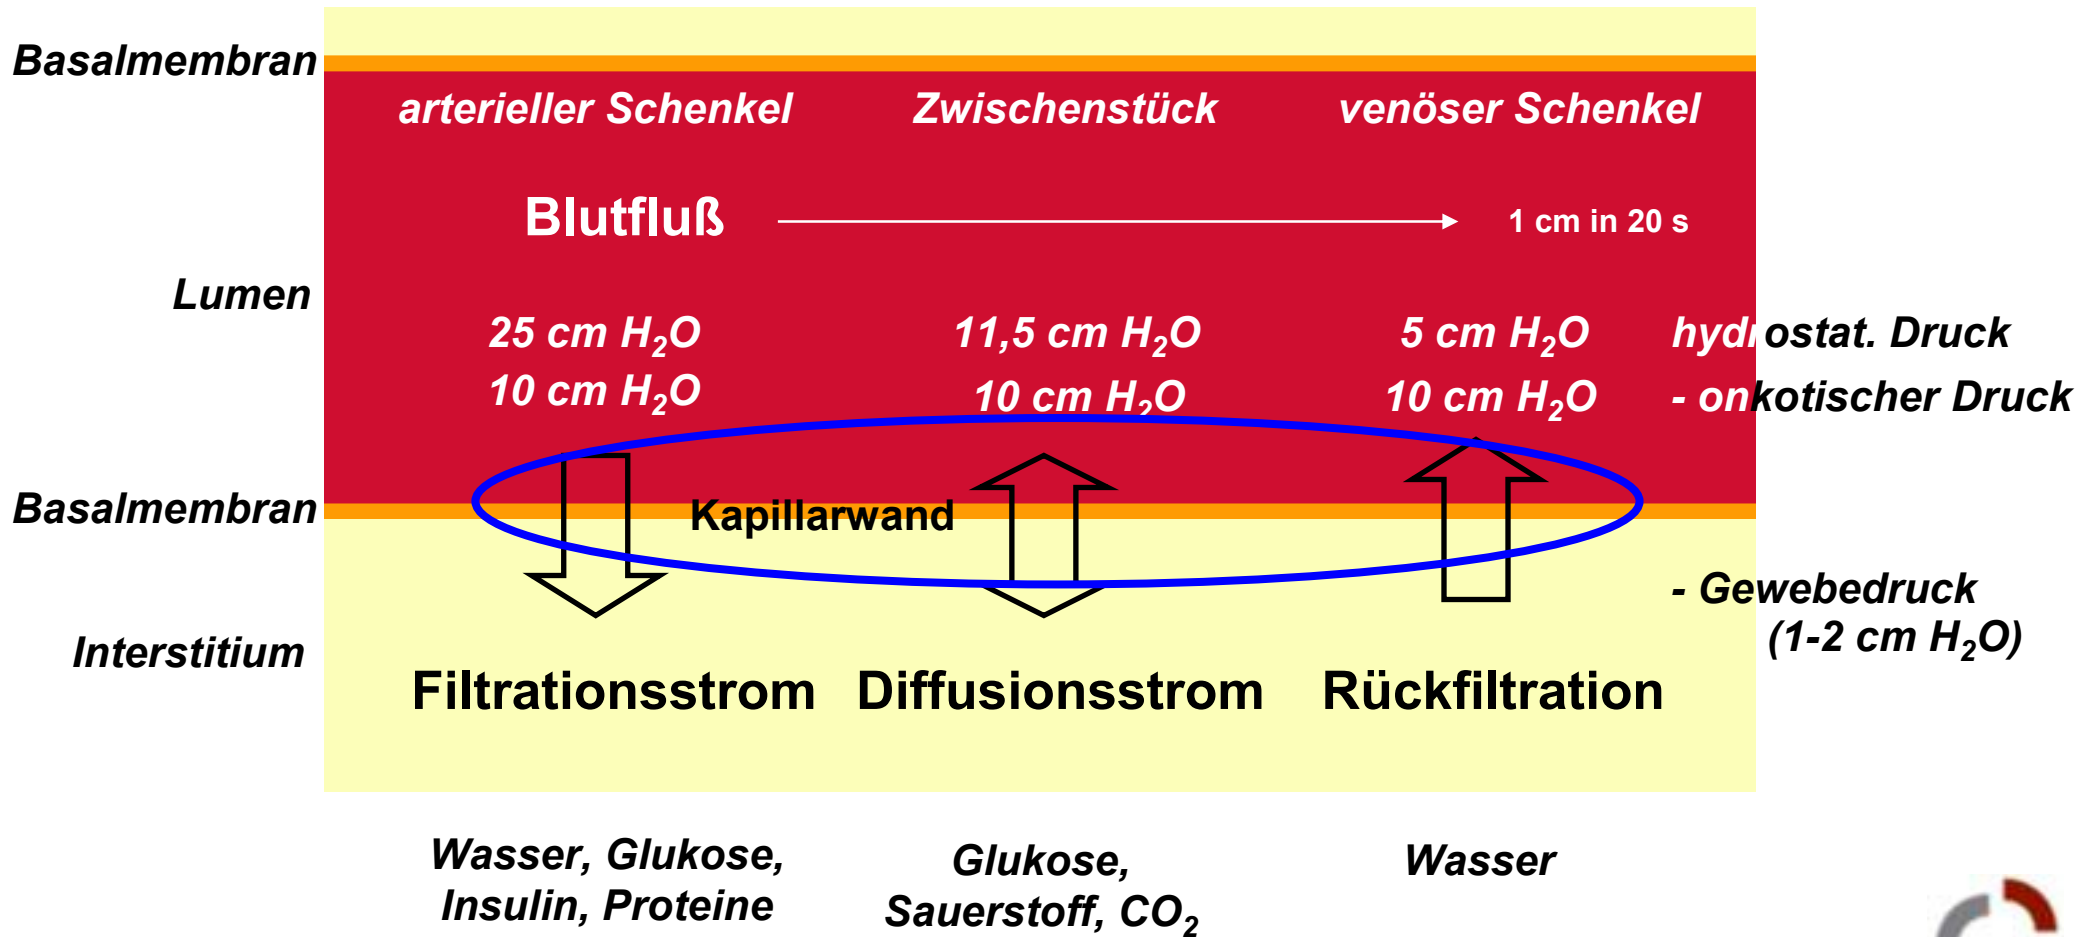 Basalmembran
arterieller Schenkel Zwischenstück venöser Schenkel
Blutfluß 1 cm in 20 s
Lumen
25 cm H₂O 11,5 cm H₂O 5 cm H₂O hydrostat. Druck
10 cm H₂O 10 cm H₂O 10 cm H₂O - onkotischer Druck
Basalmembran Kapillarwand
- Gewebedruck
(1-2 cm H₂O)
Interstitium
Filtrationsstrom Diffusionsstrom Rückfiltration
Wasser, Glukose, Glukose, Wasser
Insulin, Proteine Sauerstoff, CO₂